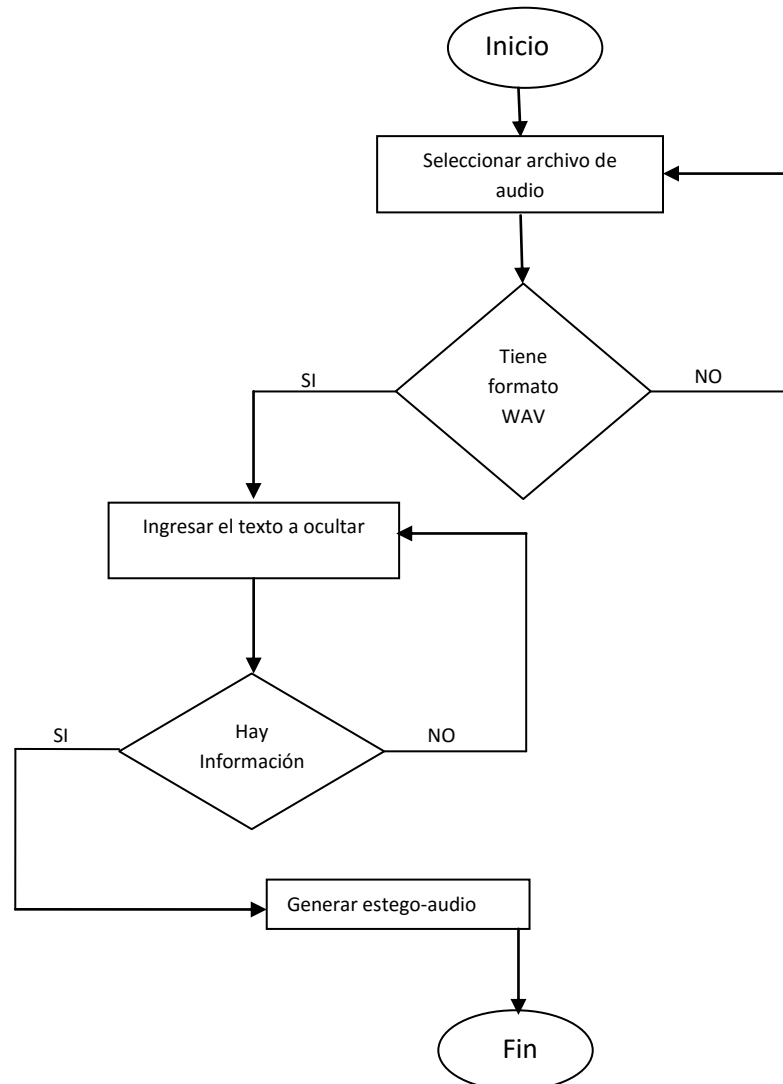 Inicio
Seleccionar archivo de
audio
Tiene
formato
WAV
SI
NO
Ingresar el texto a ocultar
Hay
Información
SI
NO
Generar estego-audio
Fin